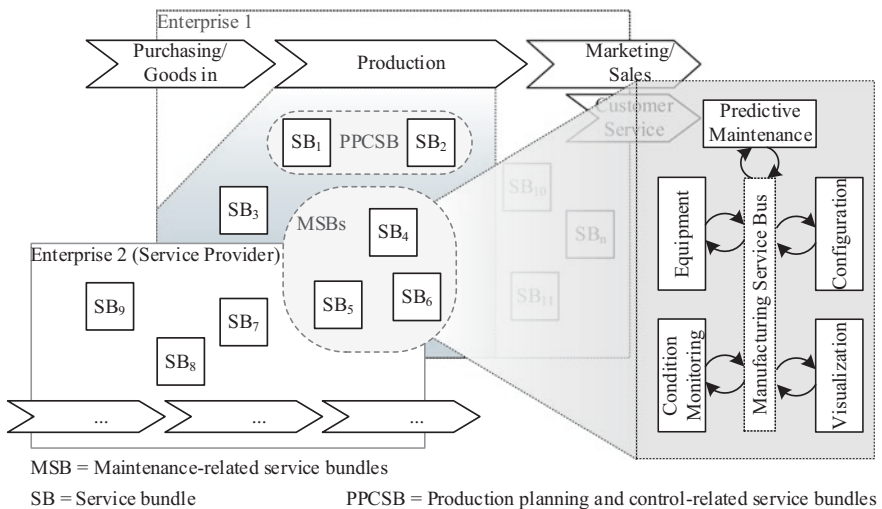 Enterprise 1
Purchasing/
Goods in
Production
Marketing/
Sales
Customer
Service
SB1
PPCSB
SB2
SB3
MSBs
SB4
SB5
SB6
SB10
SBn
SB11
Enterprise 2 (Service Provider)
SB9
SB7
SB8
...
...
...
Predictive
Maintenance
Equipment
Manufacturing Service Bus
Configuration
Condition
Monitoring
Visualization
MSB = Maintenance-related service bundles
SB = Service bundle
PPCSB = Production planning and control-related service bundles